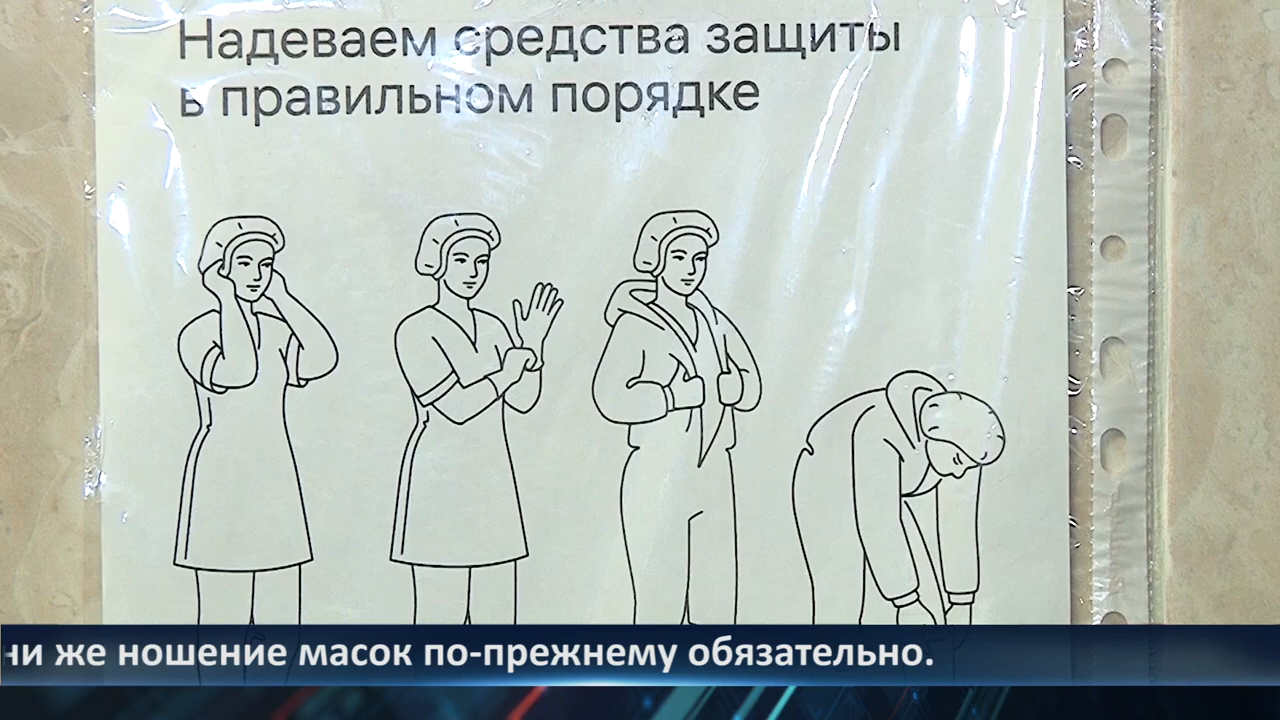 Надеваем средства защиты
в правильном порядке
же ношение масок по-прежнему обязательно.